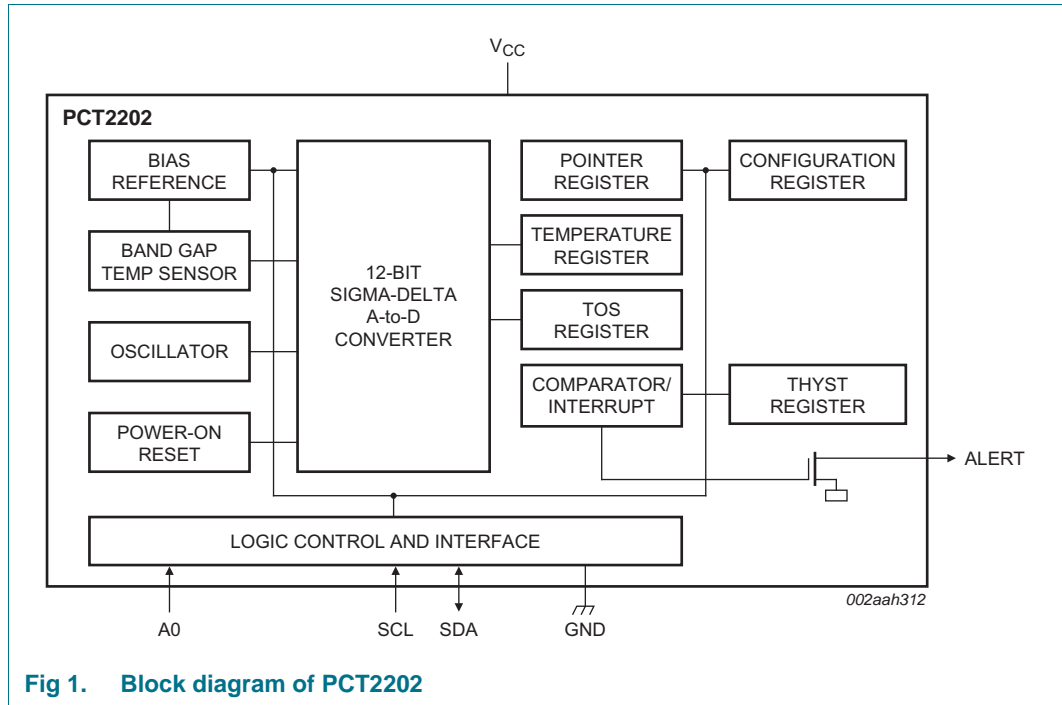 VCC
PCT2202
BIAS
REFERENCE
BAND GAP
TEMP SENSOR
OSCILLATOR
POWER-ON
RESET
12-BIT
SIGMA-DELTA
A-to-D
CONVERTER
POINTER
REGISTER
CONFIGURATION
REGISTER
TEMPERATURE
REGISTER
TOS
REGISTER
COMPARATOR/
INTERRUPT
THYST
REGISTER
ALERT
LOGIC CONTROL AND INTERFACE
A0
SCL
SDA
GND
002aah312
Fig 1. Block diagram of PCT2202